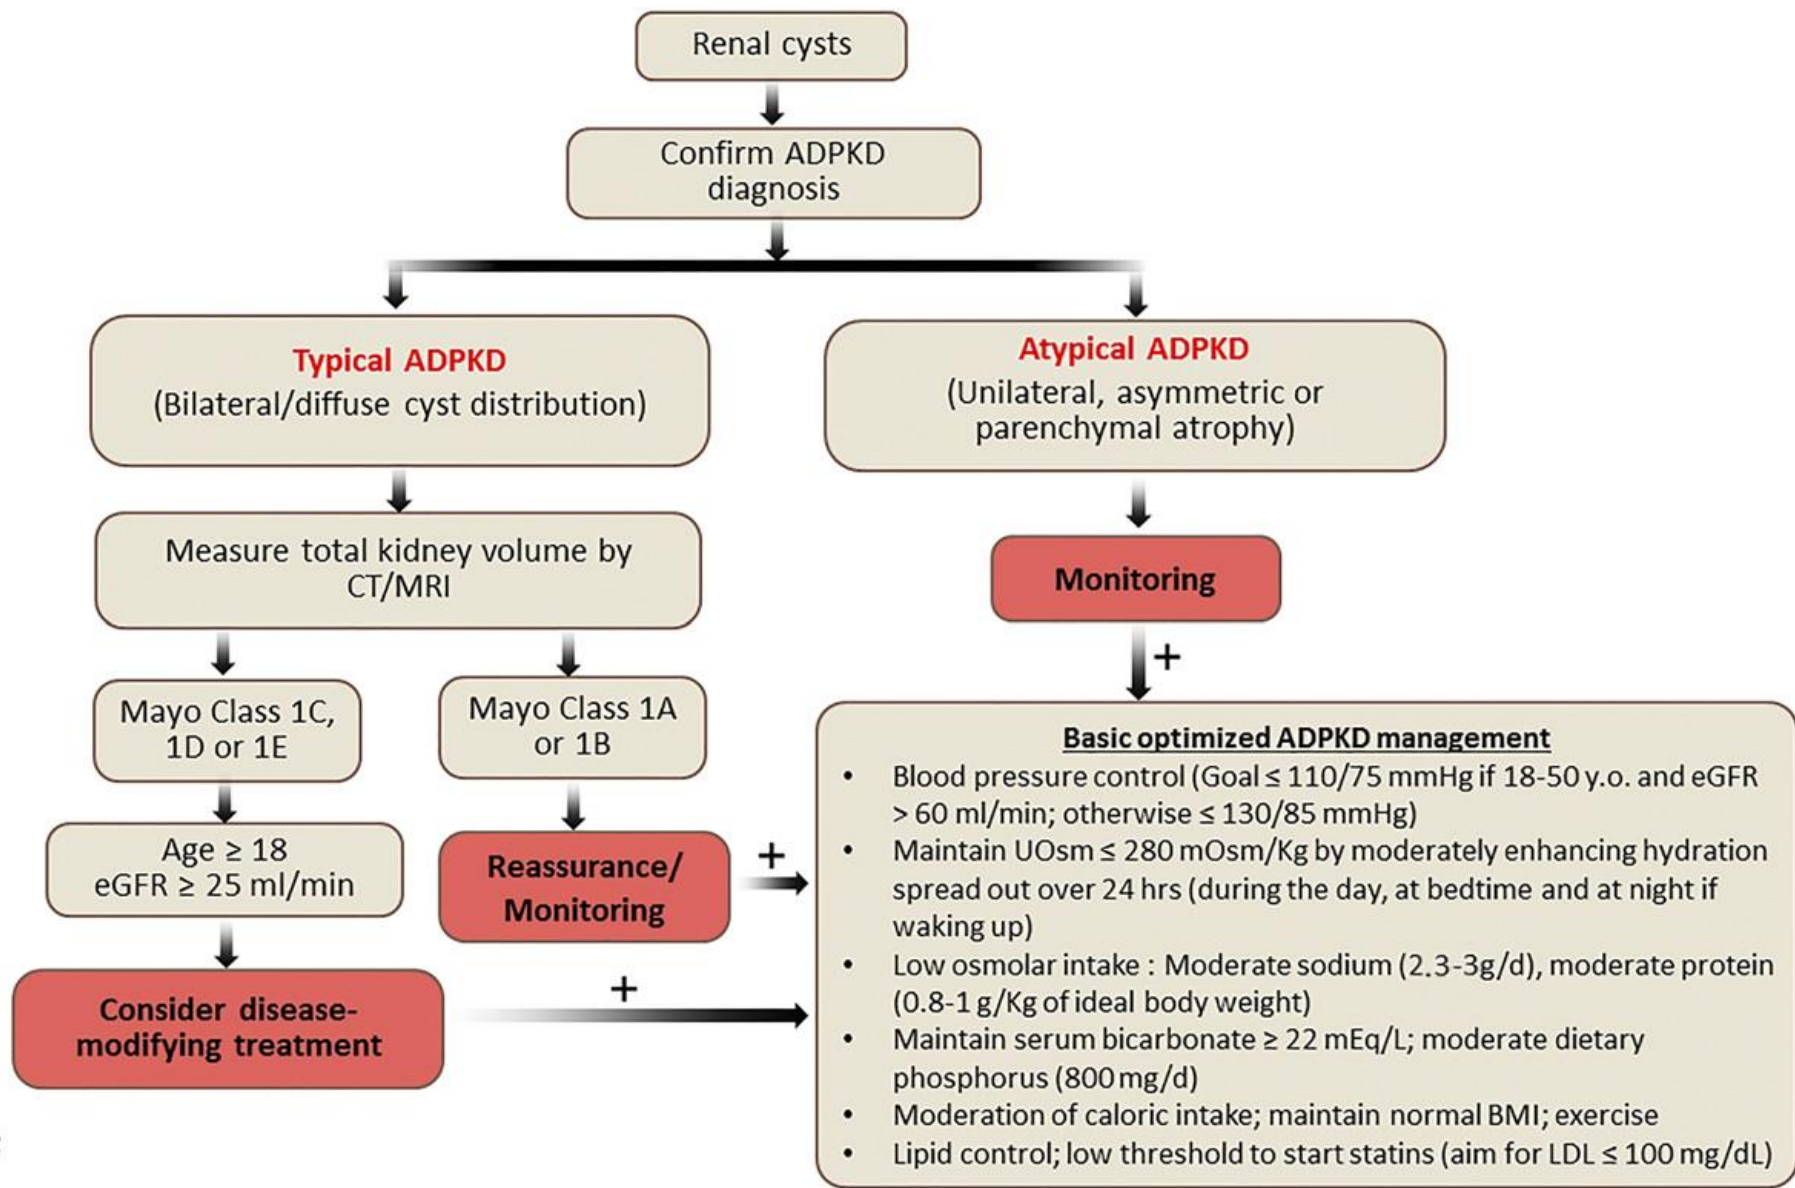 Renal cysts
Confirm ADPKD
diagnosis
Typical ADPKD
(Bilateral/diffuse cyst distribution)
Atypical ADPKD
(Unilateral, asymmetric or
parenchymal atrophy)
Measure total kidney volume by
CT/MRI
Monitoring
+
Mayo Class 1C,
1D or 1E
Mayo Class 1A
or 1B
Age ≥ 18
eGFR ≥ 25 ml/min
Reassurance/
Monitoring
+
Consider disease-
modifying treatment
+
Basic optimized ADPKD management
• Blood pressure control (Goal ≤ 110/75 mmHg if 18-50 y.o. and eGFR
> 60 ml/min; otherwise ≤ 130/85 mmHg)
• Maintain UOsm ≤ 280 mOsm/Kg by moderately enhancing hydration
spread out over 24 hrs (during the day, at bedtime and at night if
waking up)
• Low osmolar intake : Moderate sodium (2.3-3g/d), moderate protein
(0.8-1 g/Kg of ideal body weight)
• Maintain serum bicarbonate ≥ 22 mEq/L; moderate dietary
phosphorus (800 mg/d)
• Moderation of caloric intake; maintain normal BMI; exercise
• Lipid control; low threshold to start statins (aim for LDL ≤ 100 mg/dL)